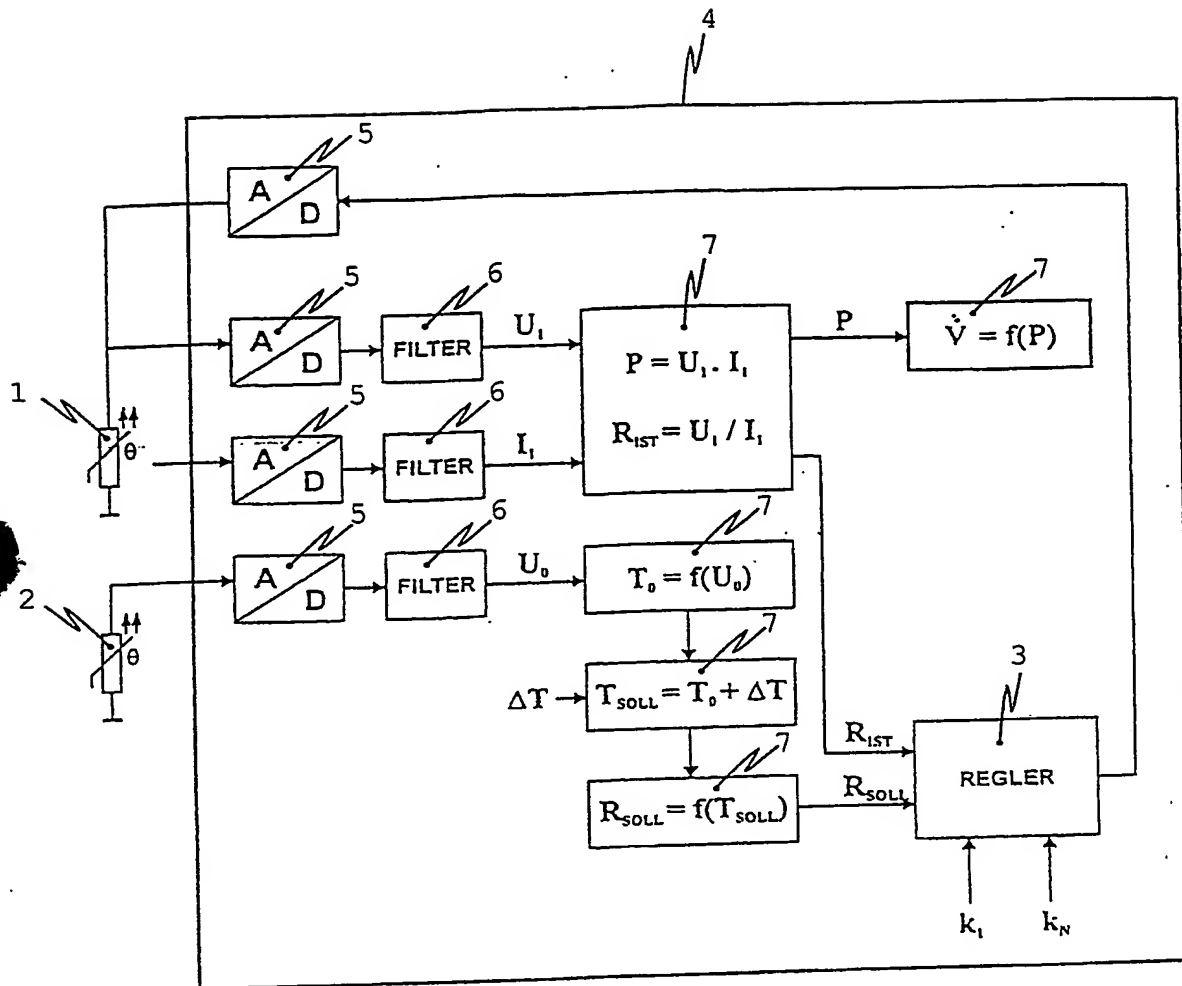 4
5
A
D
5
6
7
7
A
D
FILTER
U₁
P = U₁ . I₁
R_IST = U₁ / I₁
P
V̇ = f(P)
1
θ
5
6
A
D
FILTER
I₁
5
6
7
A
D
FILTER
U₀
T₀ = f(U₀)
2
θ
7
ΔT
T_SOLL = T₀ + ΔT
3
7
R_IST
R_SOLL = f(T_SOLL)
R_SOLL
REGLER
k₁
k_N